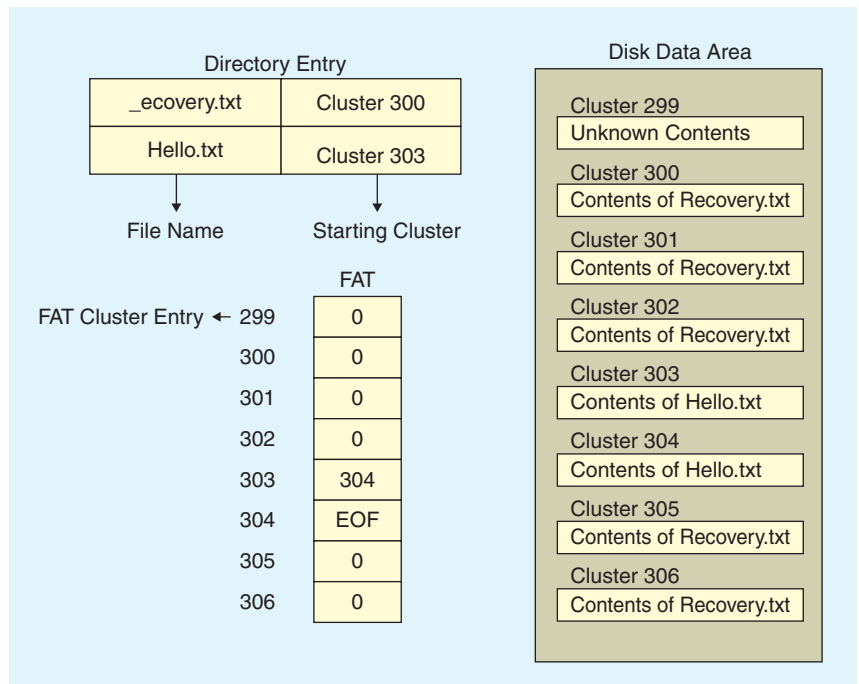 Directory Entry
_ecovery.txt Cluster 300
Hello.txt Cluster 303
File Name Starting Cluster
FAT
FAT Cluster Entry ← 299 0
300 0
301 0
302 0
303 304
304 EOF
305 0
306 0
Disk Data Area
Cluster 299
Unknown Contents
Cluster 300
Contents of Recovery.txt
Cluster 301
Contents of Recovery.txt
Cluster 302
Contents of Recovery.txt
Cluster 303
Contents of Hello.txt
Cluster 304
Contents of Hello.txt
Cluster 305
Contents of Recovery.txt
Cluster 306
Contents of Recovery.txt